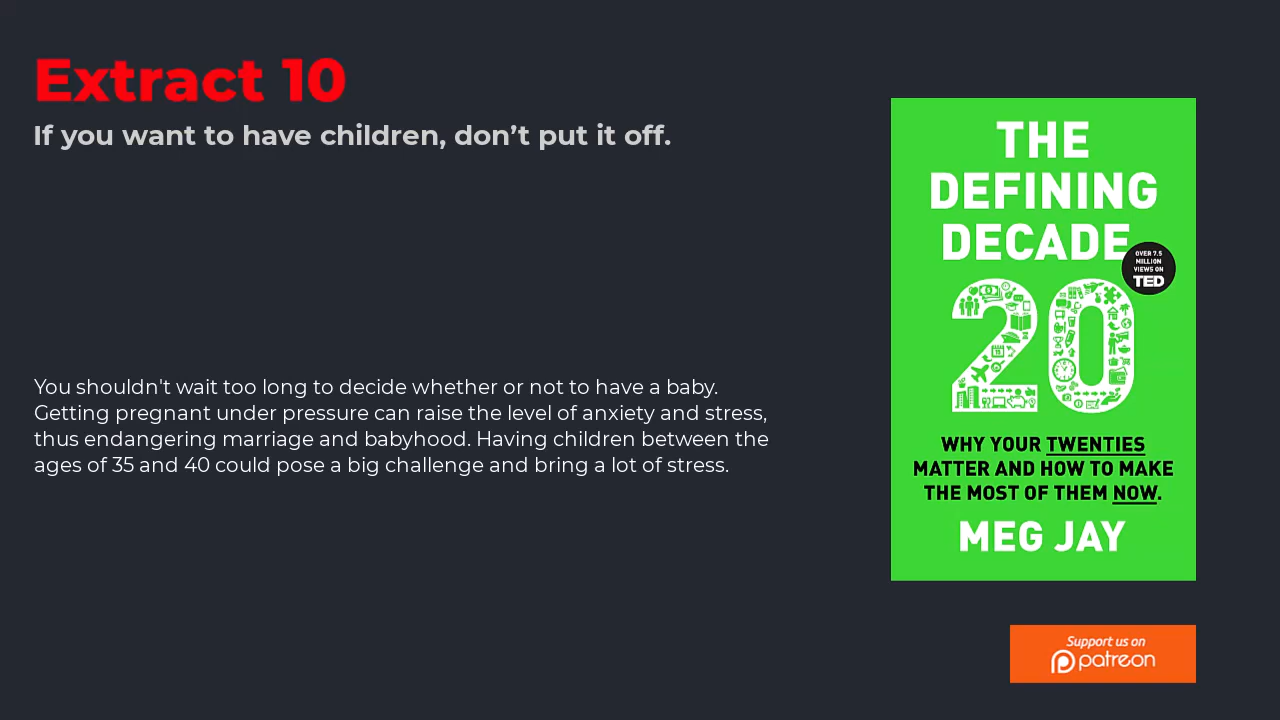 Extract 10
If you want to have children, don’t put it off.
You shouldn't wait too long to decide whether or not to have a baby.
Getting pregnant under pressure can raise the level of anxiety and stress,
thus endangering marriage and babyhood. Having children between the
ages of 35 and 40 could pose a big challenge and bring a lot of stress.
THE
DEFINING
DECADE
OVER 7.5
MILLION
VIEWS ON
TED
20
WHY YOUR TWENTIES
MATTER AND HOW TO MAKE
THE MOST OF THEM NOW.
MEG JAY
Support us on
patreon